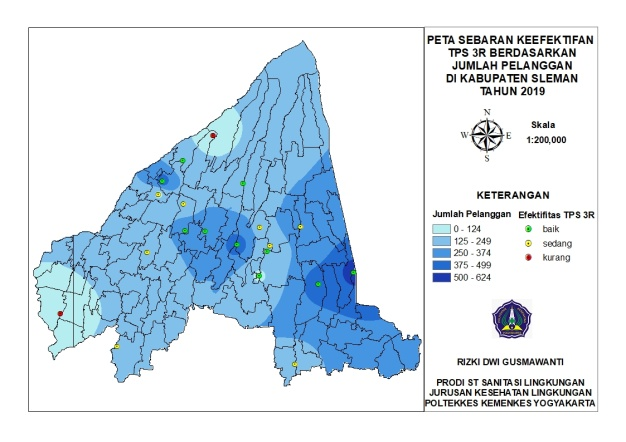 PETA SEBARAN KEEFEKTIFAN
TPS 3R BERDASARKAN
JUMLAH PELANGGAN
DI KABUPATEN SLEMAN
TAHUN 2019
N
W E
S
Skala
1:200,000
KETERANGAN
Jumlah Pelanggan
0 - 124
125 - 249
250 - 374
375 - 499
500 - 624
Efektifitas TPS 3R
baik
sedang
kurang
RIZKI DWI GUSMAWANTI
PRODI ST SANITASI LINGKUNGAN
JURUSAN KESEHATAN LINGKUNGAN
POLTEKKES KEMENKES YOGYAKARTA